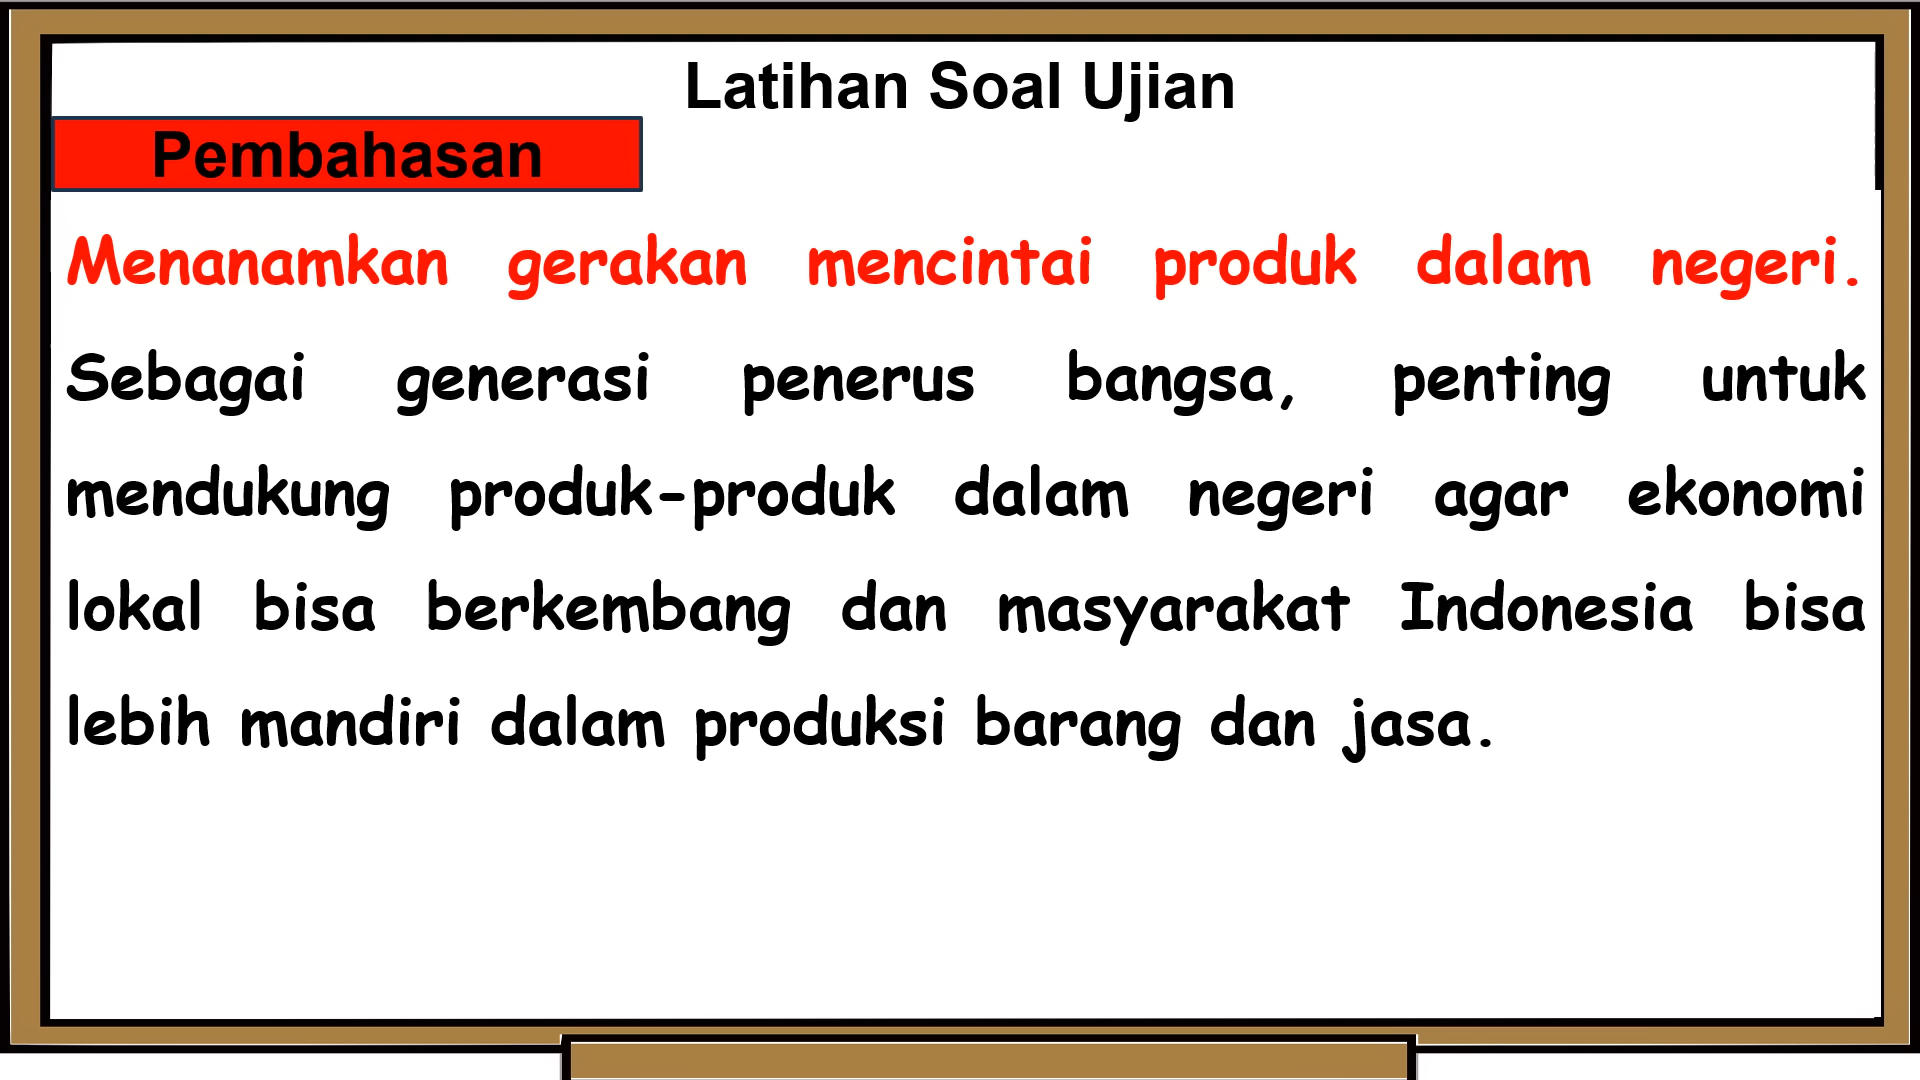 Latihan Soal Ujian
Pembahasan
Menanamkan gerakan mencintai produk dalam negeri.
Sebagai generasi penerus bangsa, penting untuk
mendukung produk-produk dalam negeri agar ekonomi
lokal bisa berkembang dan masyarakat Indonesia bisa
lebih mandiri dalam produksi barang dan jasa.